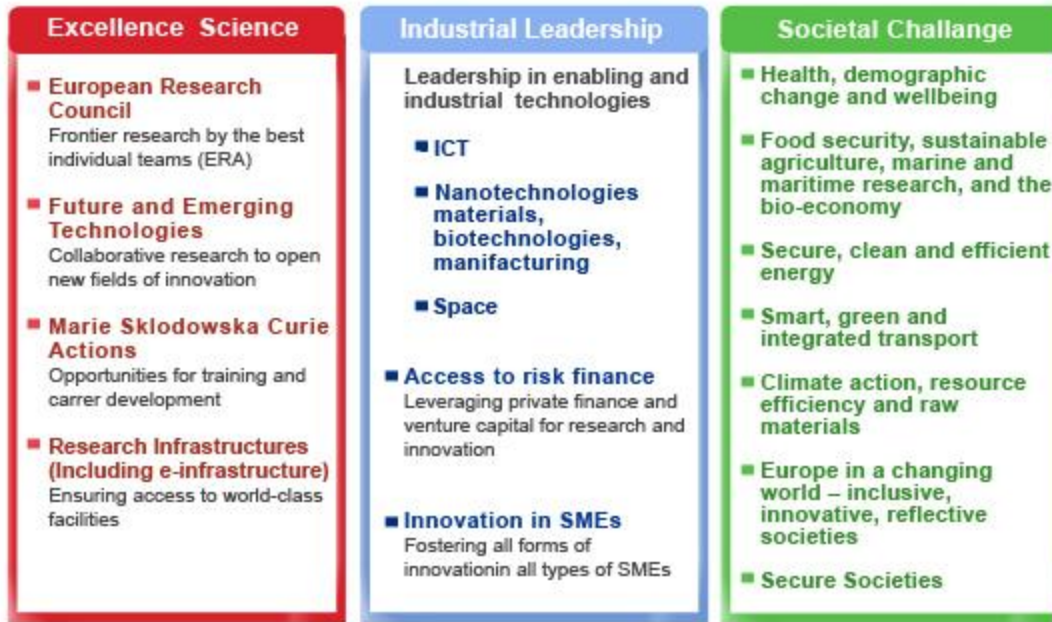 Excellence Science
European Research
Council
Frontier research by the best
individual teams (ERA)
Future and Emerging
Technologies
Collaborative research to open
new fields of innovation
Marie Sklodowska Curie
Actions
Opportunities for training and
carrer development
Research Infrastructures
(Including e-infrastructure)
Ensuring access to world-class
facilities
Industrial Leadership
Leadership in enabling and
industrial technologies
ICT
Nanotechnologies
materials,
biotechnologies,
manifacturing
Space
Access to risk finance
Leveraging private finance and
venture capital for research and
innovation
Innovation in SMEs
Fostering all forms of
innovationin all types of SMEs
Societal Challange
Health, demographic
change and wellbeing
Food security, sustainable
agriculture, marine and
maritime research, and the
bio-economy
Secure, clean and efficient
energy
Smart, green and
integrated transport
Climate action, resource
efficiency and raw
materials
Europe in a changing
world – inclusive,
innovative, reflective
societies
Secure Societies